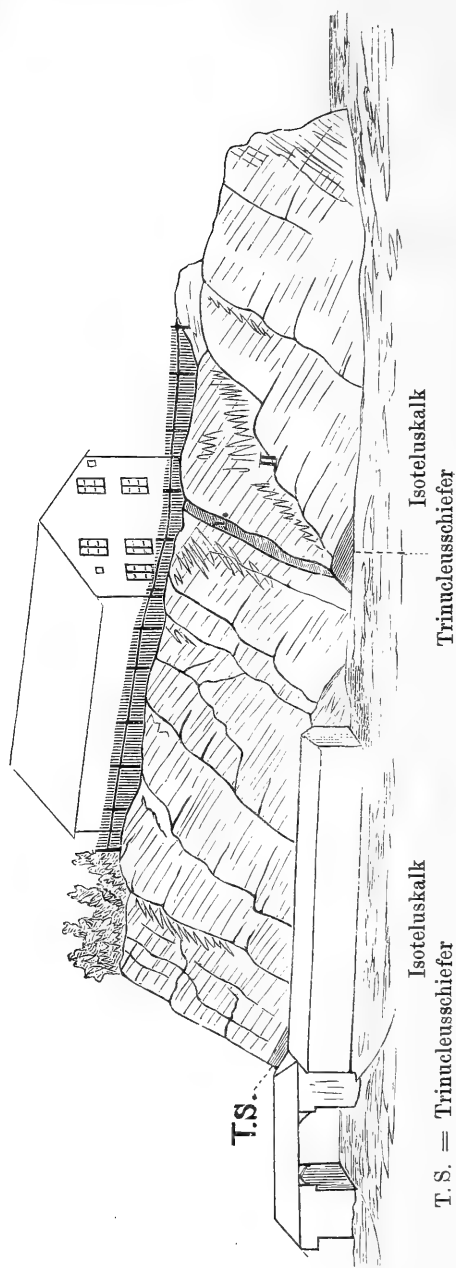 T.S.
Isoteluskalk
Isoteluskalk
T. S. = Trinucleusschiefer
Trinucleusschiefer